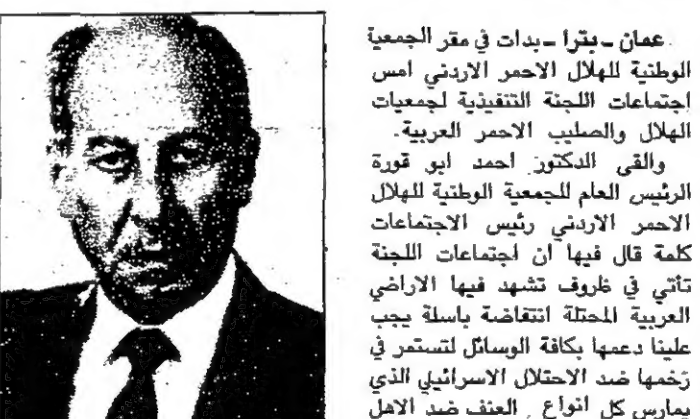 عمان ـ بترا ـ بدات في مقر الجمعية
الوطنية للهلال الاحمر الاردني امس
اجتماعات اللجنة التنفيذية لجمعيات
الهلال والصليب الاحمر العربية.
والقى الدكتور احمد ابو قورة
الرئيس العام للجمعية الوطنية للهلال
الاحمر الاردني رئيس الاجتماعات
كلمة قال فيها ان اجتماعات اللجنة
تأتي في ظروف تشهد فيها الاراضي
العربية المحتلة انتفاضة باسلة يجب
علينا دعمها بكافة الوسائل لتستمر في
زخمها ضد الاحتلال الاسرائيلي الذي
يمارس كل انواع العنف ضد الاهل